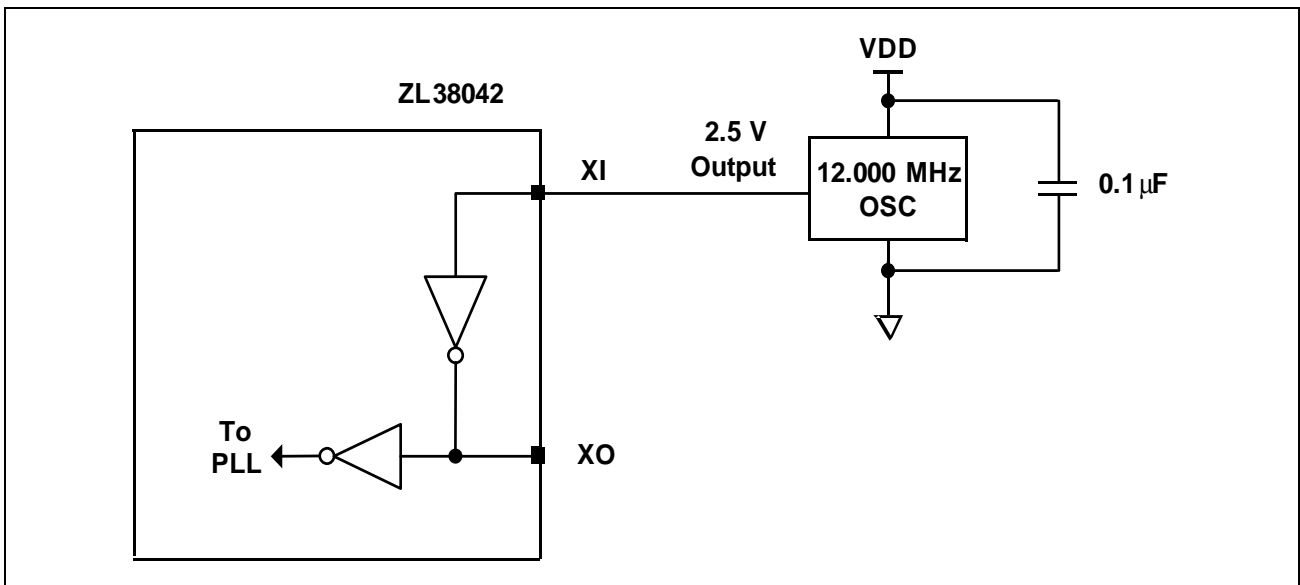 VDD
ZL38042
2.5 V
Output
XI
12.000 MHz
OSC
0.1 μF
To
PLL
XO